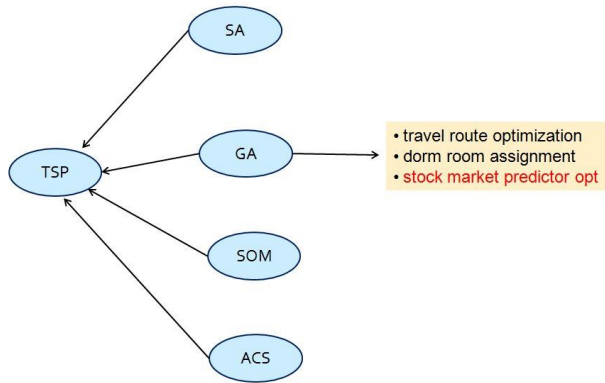 SA
GA
TSP
• travel route optimization
• dorm room assignment
• stock market predictor opt
SOM
ACS